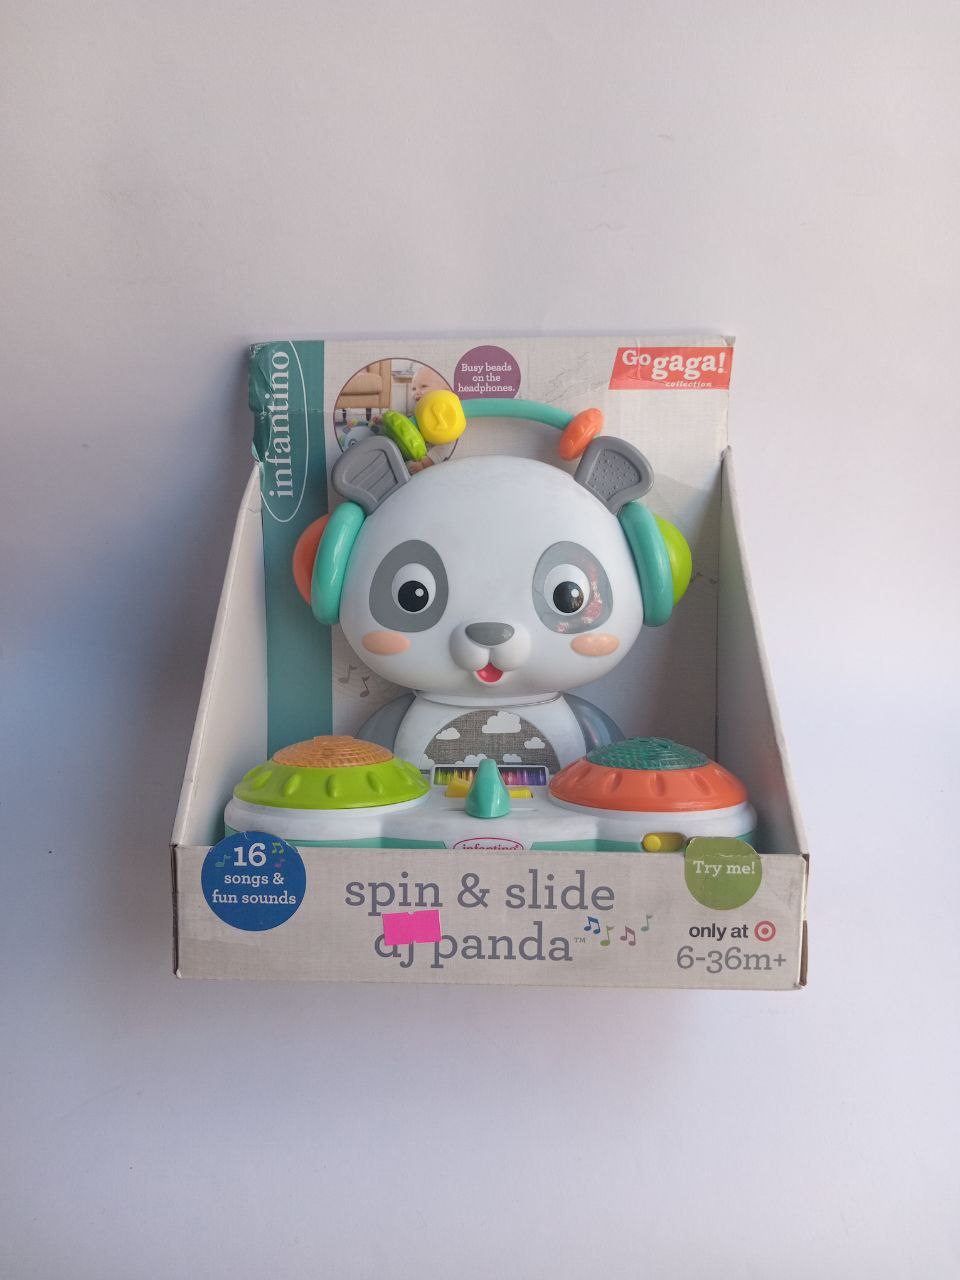 infantino
Busy beads
on the
headphones.
Go gaga!
collection
infantino
16
songs &
fun sounds
Try me!
spin & slide
dj panda™
only at
6-36m+